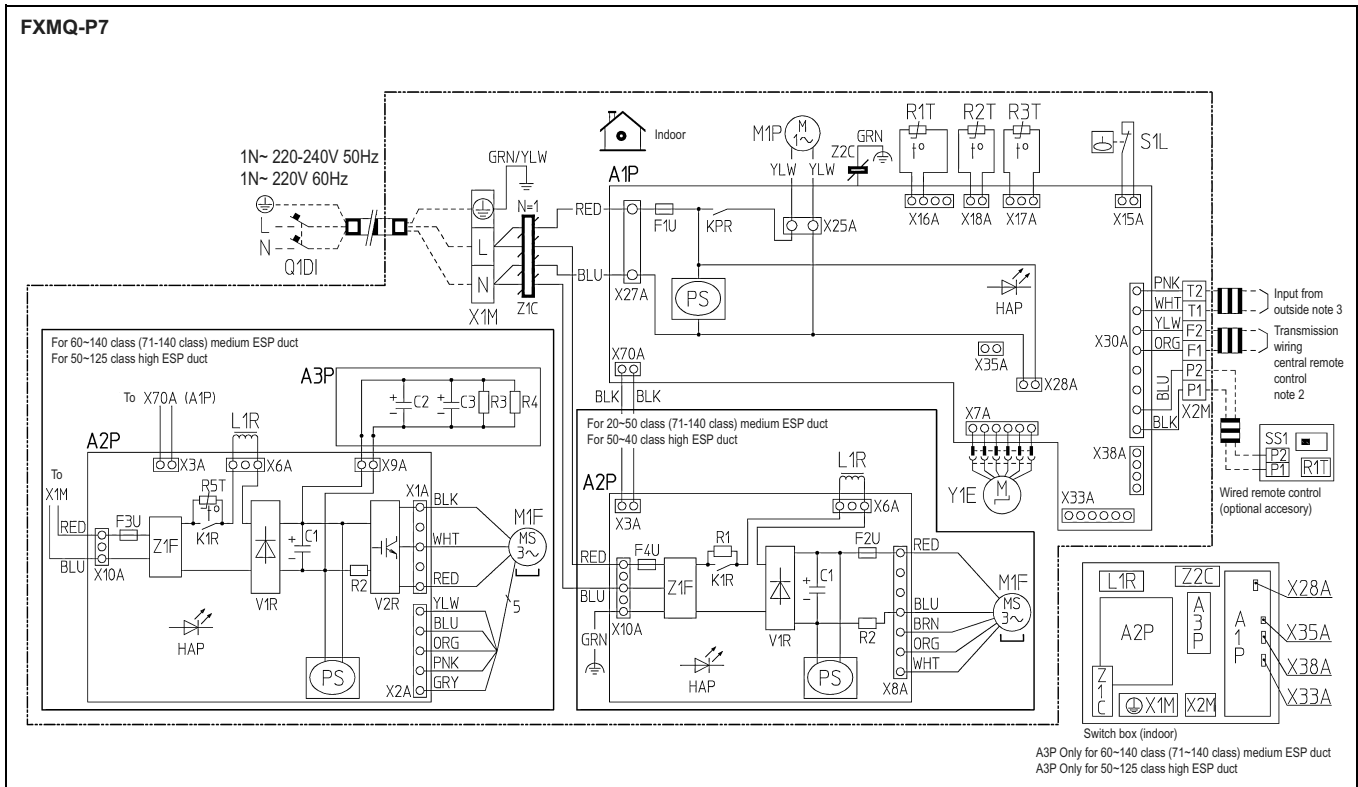 FXMQ-P7
Indoor
1N~ 220-240V 50Hz
1N~ 220V 60Hz
L
N
Q1DI
GRN/YLW
N=1
L
N
X1M
Z1C
RED
BLU
A1P
X27A
F1U
KPR
PS
M1P
M
1~
YLW YLW
X25A
Z2C
GRN
R1T
t°
X16A
R2T
t°
X18A
R3T
t°
X17A
S1L
X15A
HAP
X35A
X28A
X70A
BLK BLK
X7A
Y1E
M
X30A
X38A
X33A
PNK T2
WHT T1
YLW F2
ORG F1
BLU P2
BLK P1
X2M
Input from
outside note 3
Transmission
wiring
central remote
control
note 2
SS1
P2
P1
R1T
Wired remote control
(optional accesory)
For 60~140 class (71-140 class) medium ESP duct
For 50~125 class high ESP duct
To X70A (A1P)
L1R
A3P
C2
C3
R3
R4
A2P
X3A
X6A
X9A
To
X1M
RED
BLU
X10A
F3U
Z1F
R5T
t°
K1R
V1R
C1
R2
V2R
X1A
BLK
WHT
RED
M1F
MS
3~
5
YLW
BLU
ORG
PNK
GRY
X2A
HAP
PS
For 20~50 class (71-140 class) medium ESP duct
For 50~40 class high ESP duct
L1R
A2P
X3A
X6A
RED
BLU
GRN
X10A
F4U
Z1F
R1
K1R
V1R
C1
F2U
R2
RED
BLU
BRN
ORG
WHT
X8A
M1F
MS
3~
HAP
PS
L1R
Z2C
A2P
A3P
A1P
Z1C
X1M
X2M
X28A
X35A
X38A
X33A
Switch box (indoor)
A3P Only for 60~140 class (71~140 class) medium ESP duct
A3P Only for 50~125 class high ESP duct